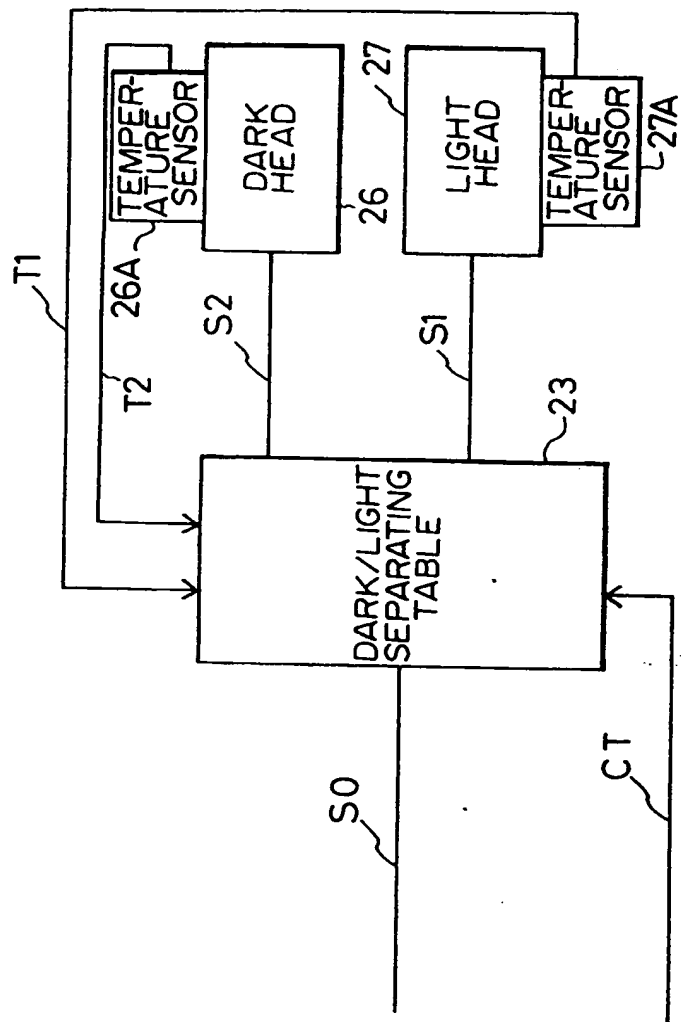 T1
T2
26A
TEMPER-
ATURE
SENSOR
DARK
HEAD
26
S2
27
LIGHT
HEAD
TEMPER-
ATURE
SENSOR
27A
S1
23
DARK/LIGHT
SEPARATING
TABLE
S0
CT